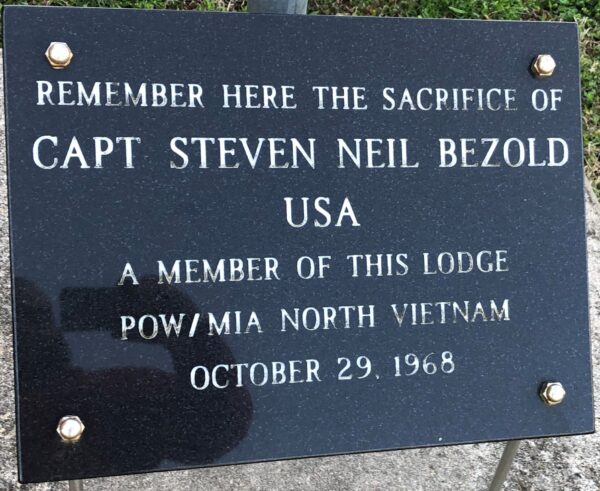 REMEMBER HERE THE SACRIFICE OF
CAPT STEVEN NEIL BEZOLD
USA
A MEMBER OF THIS LODGE
POW/MIA NORTH VIETNAM
OCTOBER 29, 1968